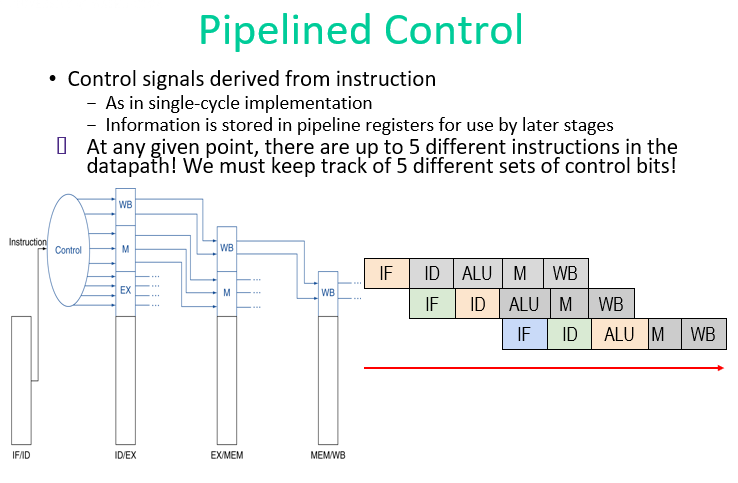 Pipelined Control
• Control signals derived from instruction
– As in single-cycle implementation
– Information is stored in pipeline registers for use by later stages
▯ At any given point, there are up to 5 different instructions in the
datapath! We must keep track of 5 different sets of control bits!
Instruction
Control
WB
M
EX
WB
M
WB
IF/ID
ID/EX
EX/MEM
MEM/WB
IF ID ALU M WB
IF ID ALU M WB
IF ID ALU M WB